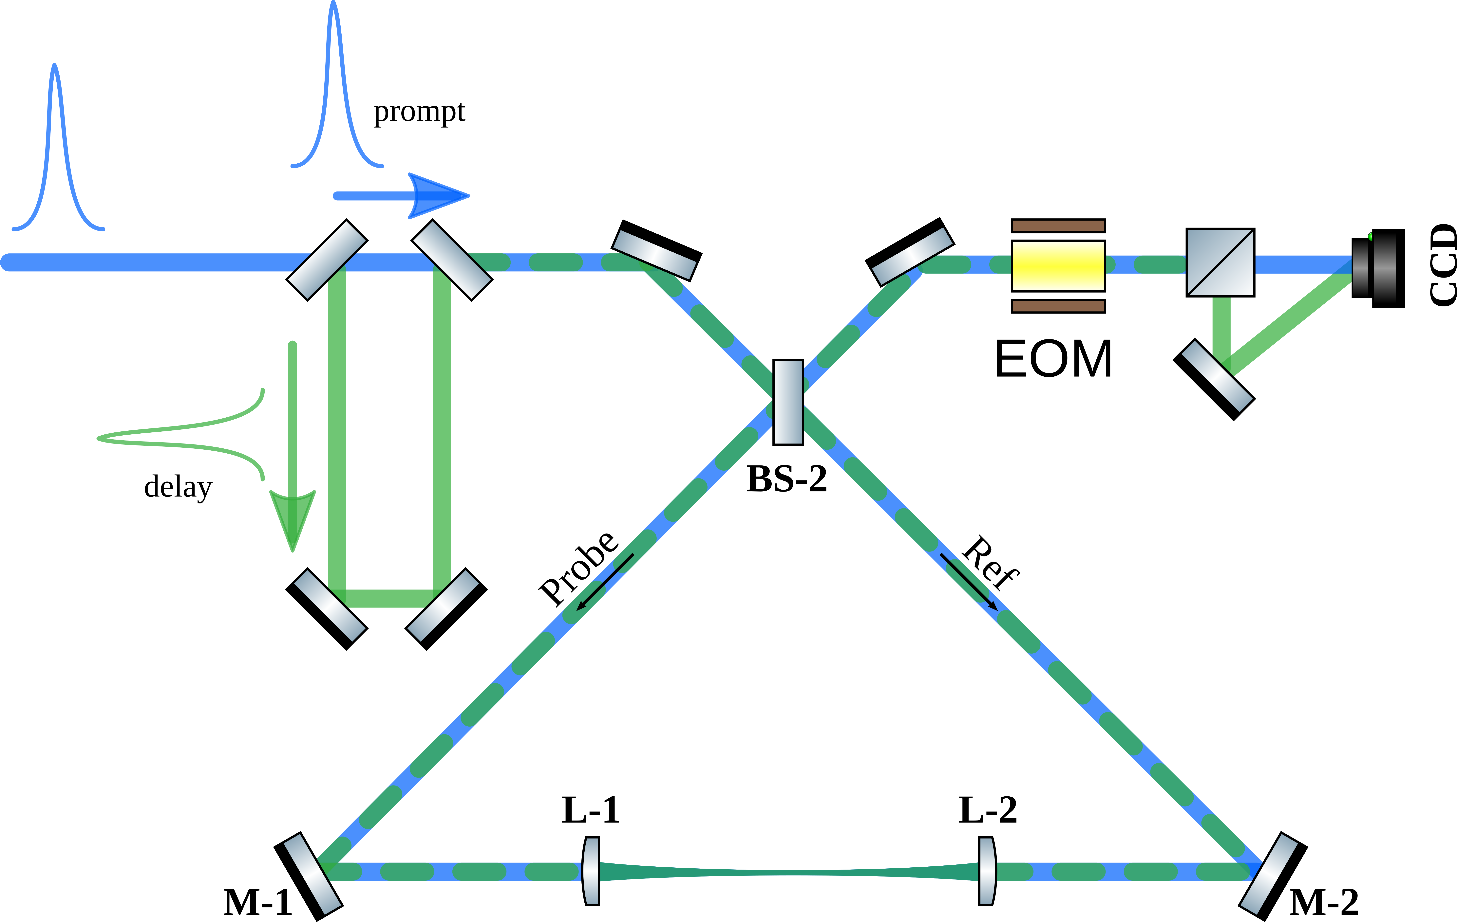 prompt
CCD
EOM
delay
BS-2
Probe
Ref
L-1
L-2
M-1
M-2